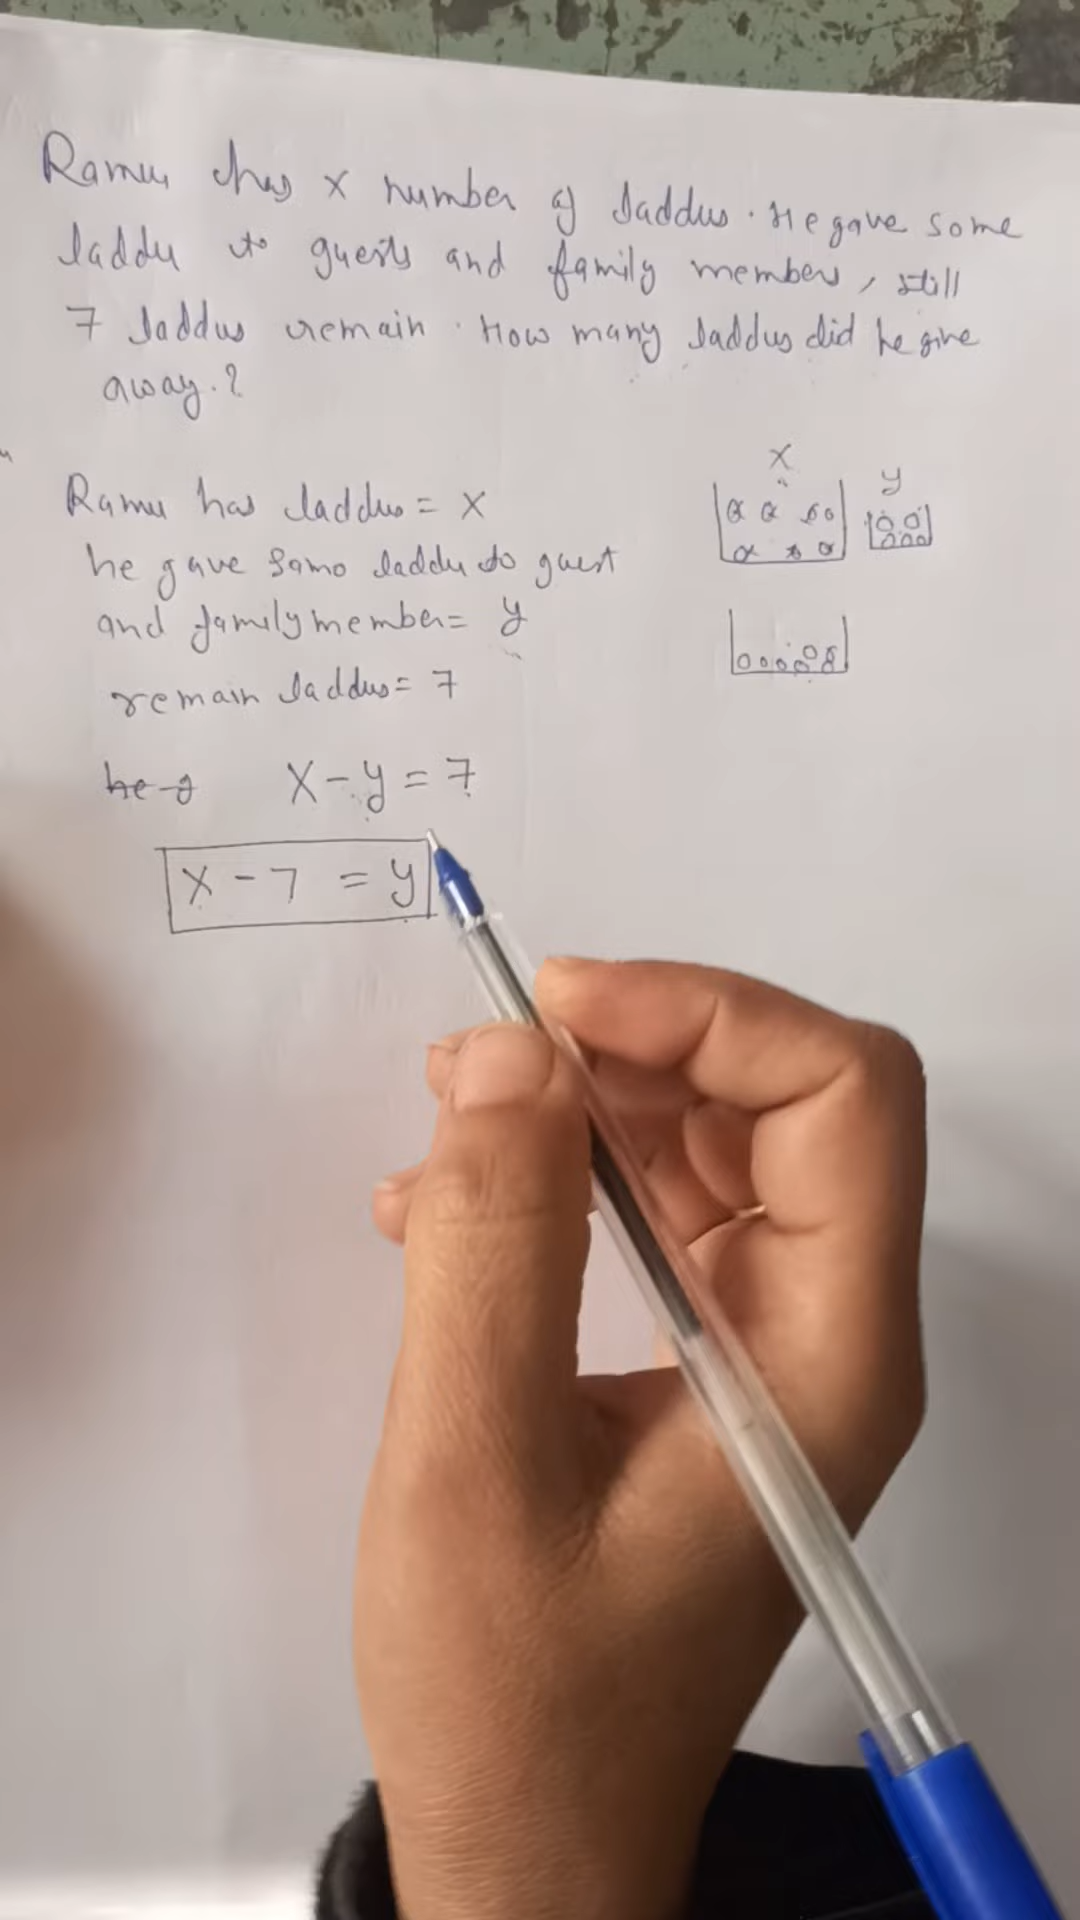 Ramu has x number of laddus. He gave some
laddu to guests and family members, still
7 laddus remain. How many laddus did he give
away.?
Ramu has laddus = x
he gave some laddu to guest
and family member = y
remain laddus = 7
he g x - y = 7
x - 7 = y
x
y